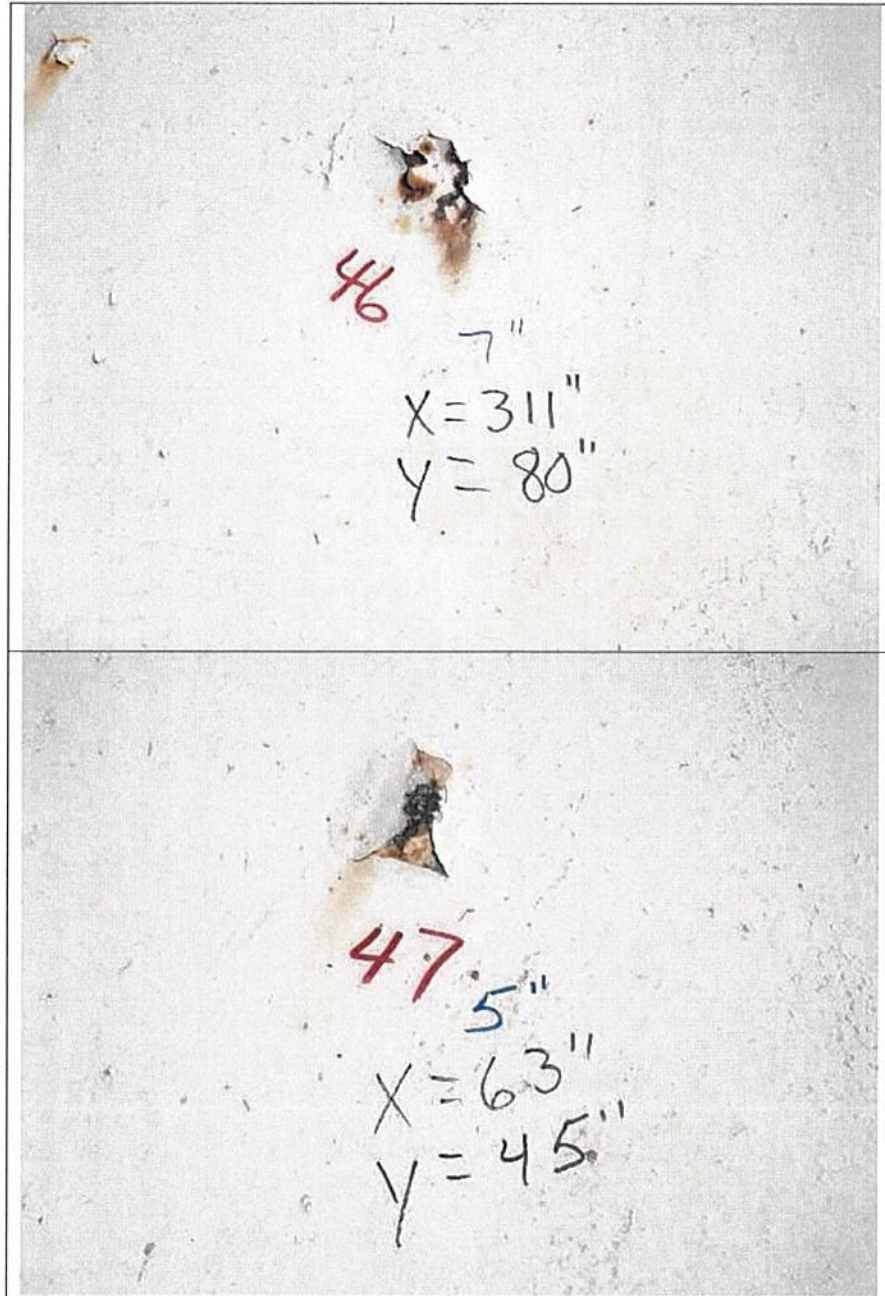 46
7"
X = 311"
Y = 80"
47
5"
X = 63"
Y = 45"